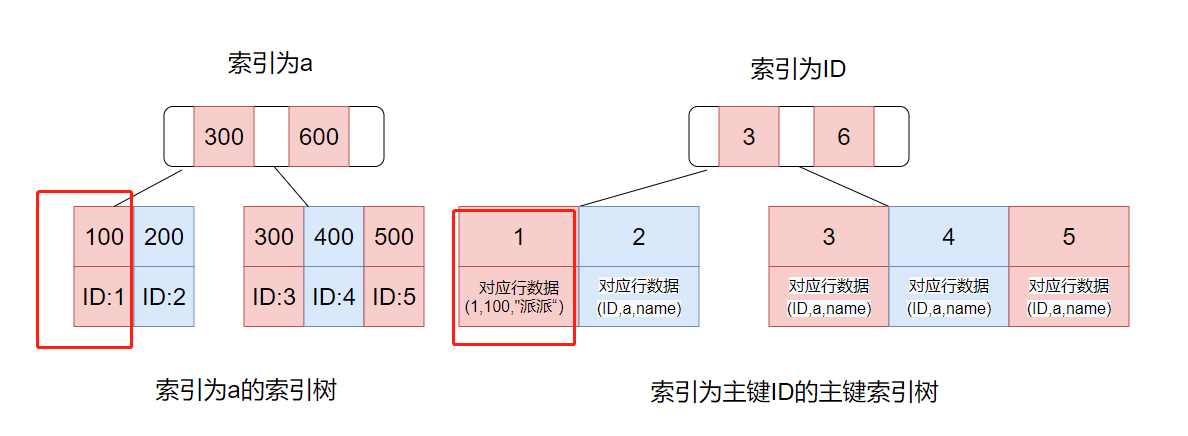 索引为a
300 600
100 200
ID:1 ID:2
300 400 500
ID:3 ID:4 ID:5
索引为a的索引树
索引为ID
3 6
1 2
对应行数据
(1,100,"派派“)
对应行数据
(ID,a,name)
3 4 5
对应行数据
(ID,a,name)
对应行数据
(ID,a,name)
对应行数据
(ID,a,name)
索引为主键ID的主键索引树